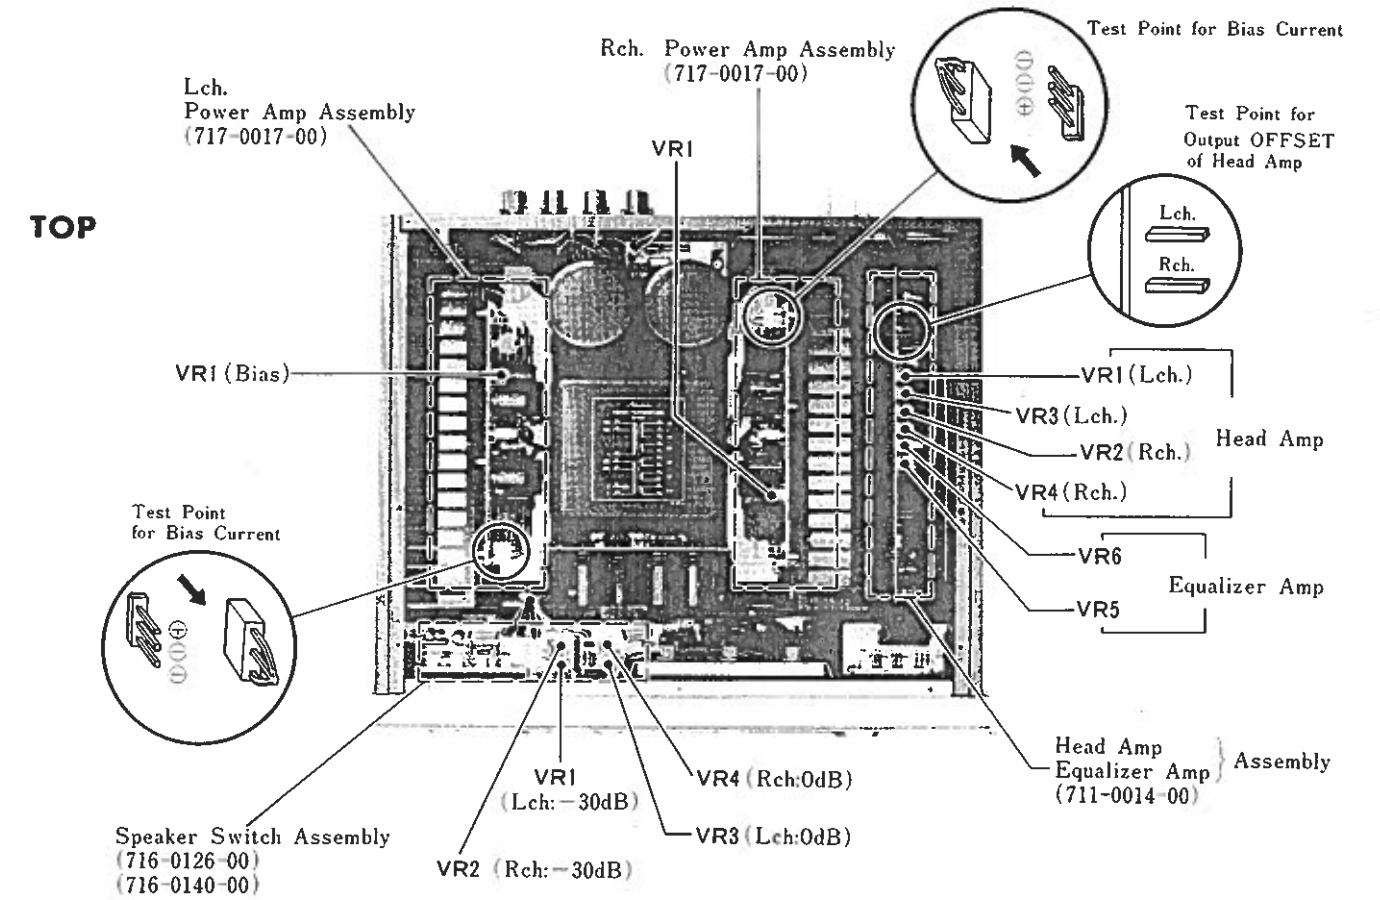 Test Point for Bias Current
Rch. Power Amp Assembly
(717-0017-00)
Lch.
Power Amp Assembly
(717-0017-00)
⊖
⊖
⊕
Test Point for
Output OFFSET
of Head Amp
VR1
TOP
Lch.
Rch.
VR1 (Bias)
VR1 (Lch.)
VR3 (Lch.)
VR2 (Rch.)
VR4 (Rch.)
Head Amp
Test Point
for Bias Current
⊕
⊖
⊖
VR6
VR5
Equalizer Amp
Head Amp
Equalizer Amp
(711-0014-00)
Assembly
VR1
(Lch:-30dB)
VR4 (Rch:0dB)
VR3 (Lch:0dB)
VR2 (Rch:-30dB)
Speaker Switch Assembly
(716-0126-00)
(716-0140-00)